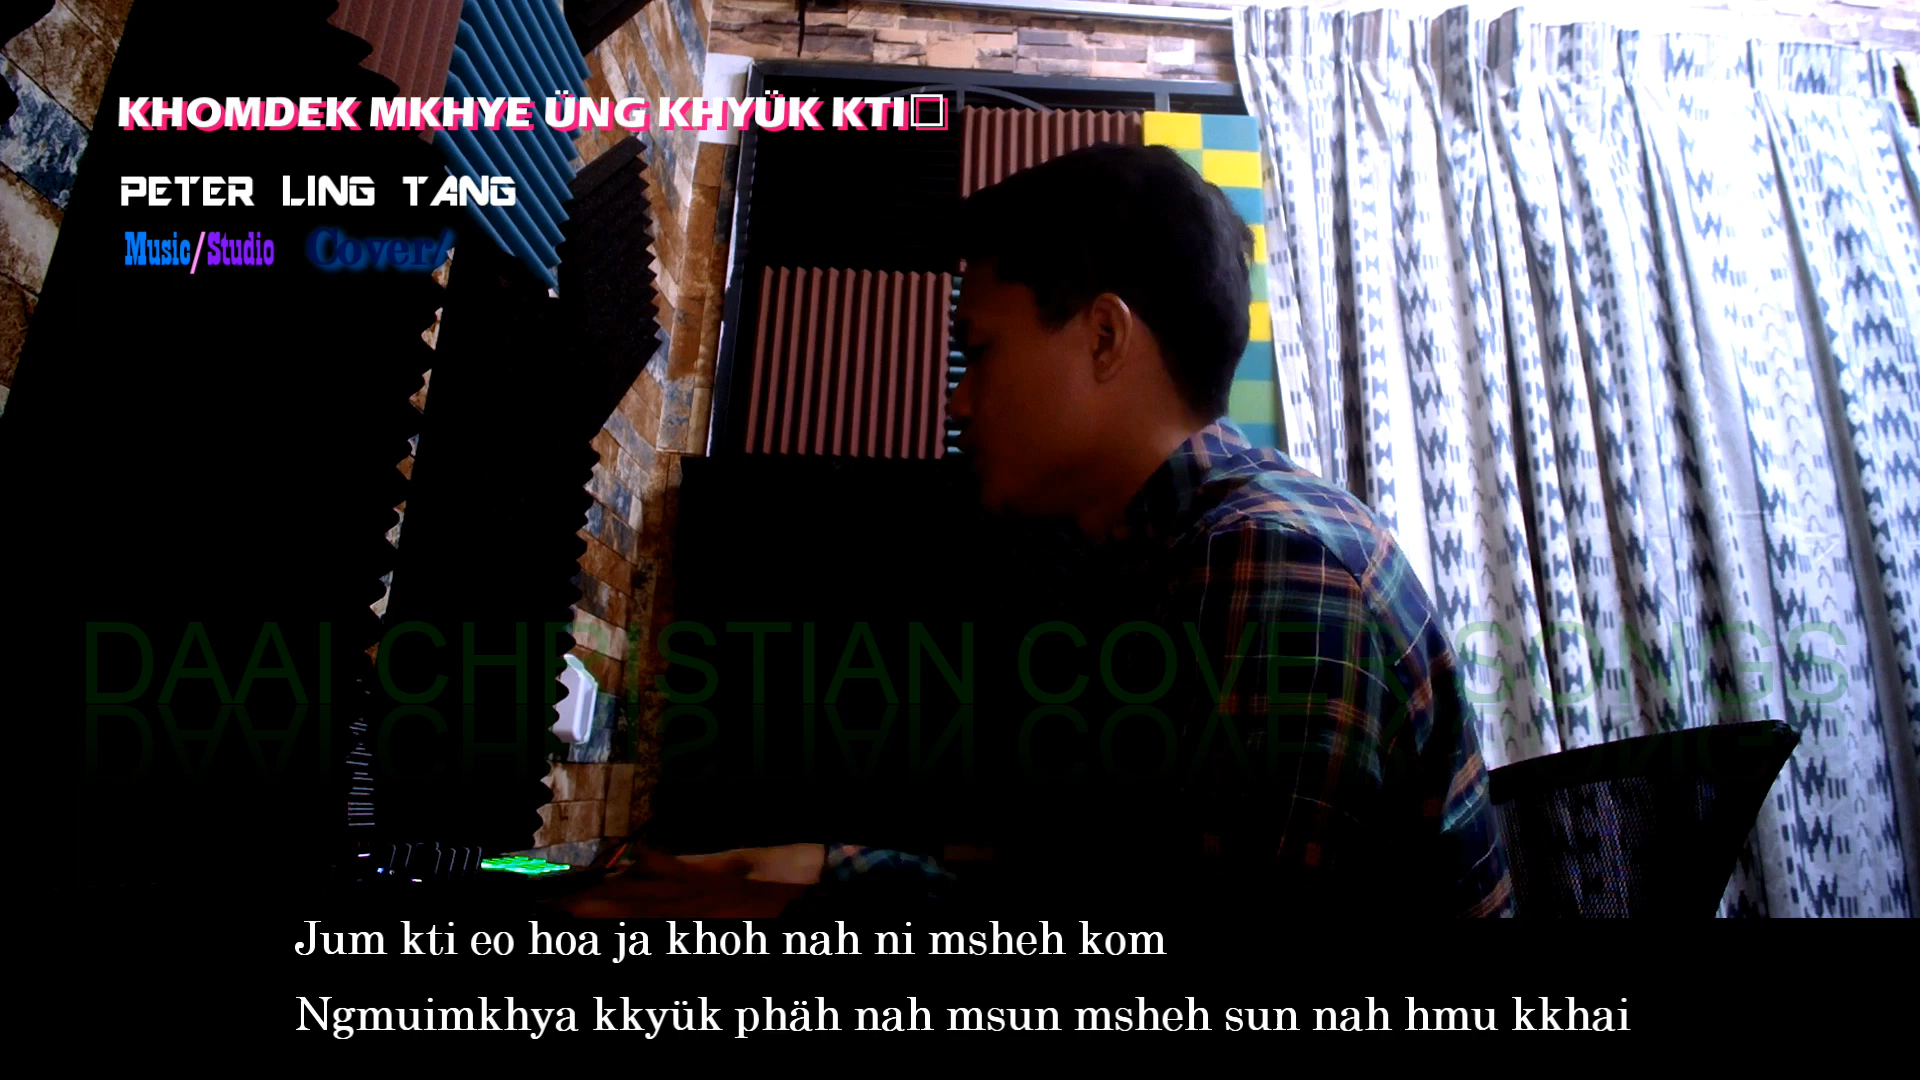 KHOMDEK MKHYE ÜNG KHYÜK KTI□
PETER LING TANG
Music/Studio Cover/
DAAI CHRISTIAN COVER SONGS
Jum kti eo hoa ja khoh nah ni msheh kom
Ngmuimkhya kkyük phäh nah msun msheh sun nah hmu kkhai